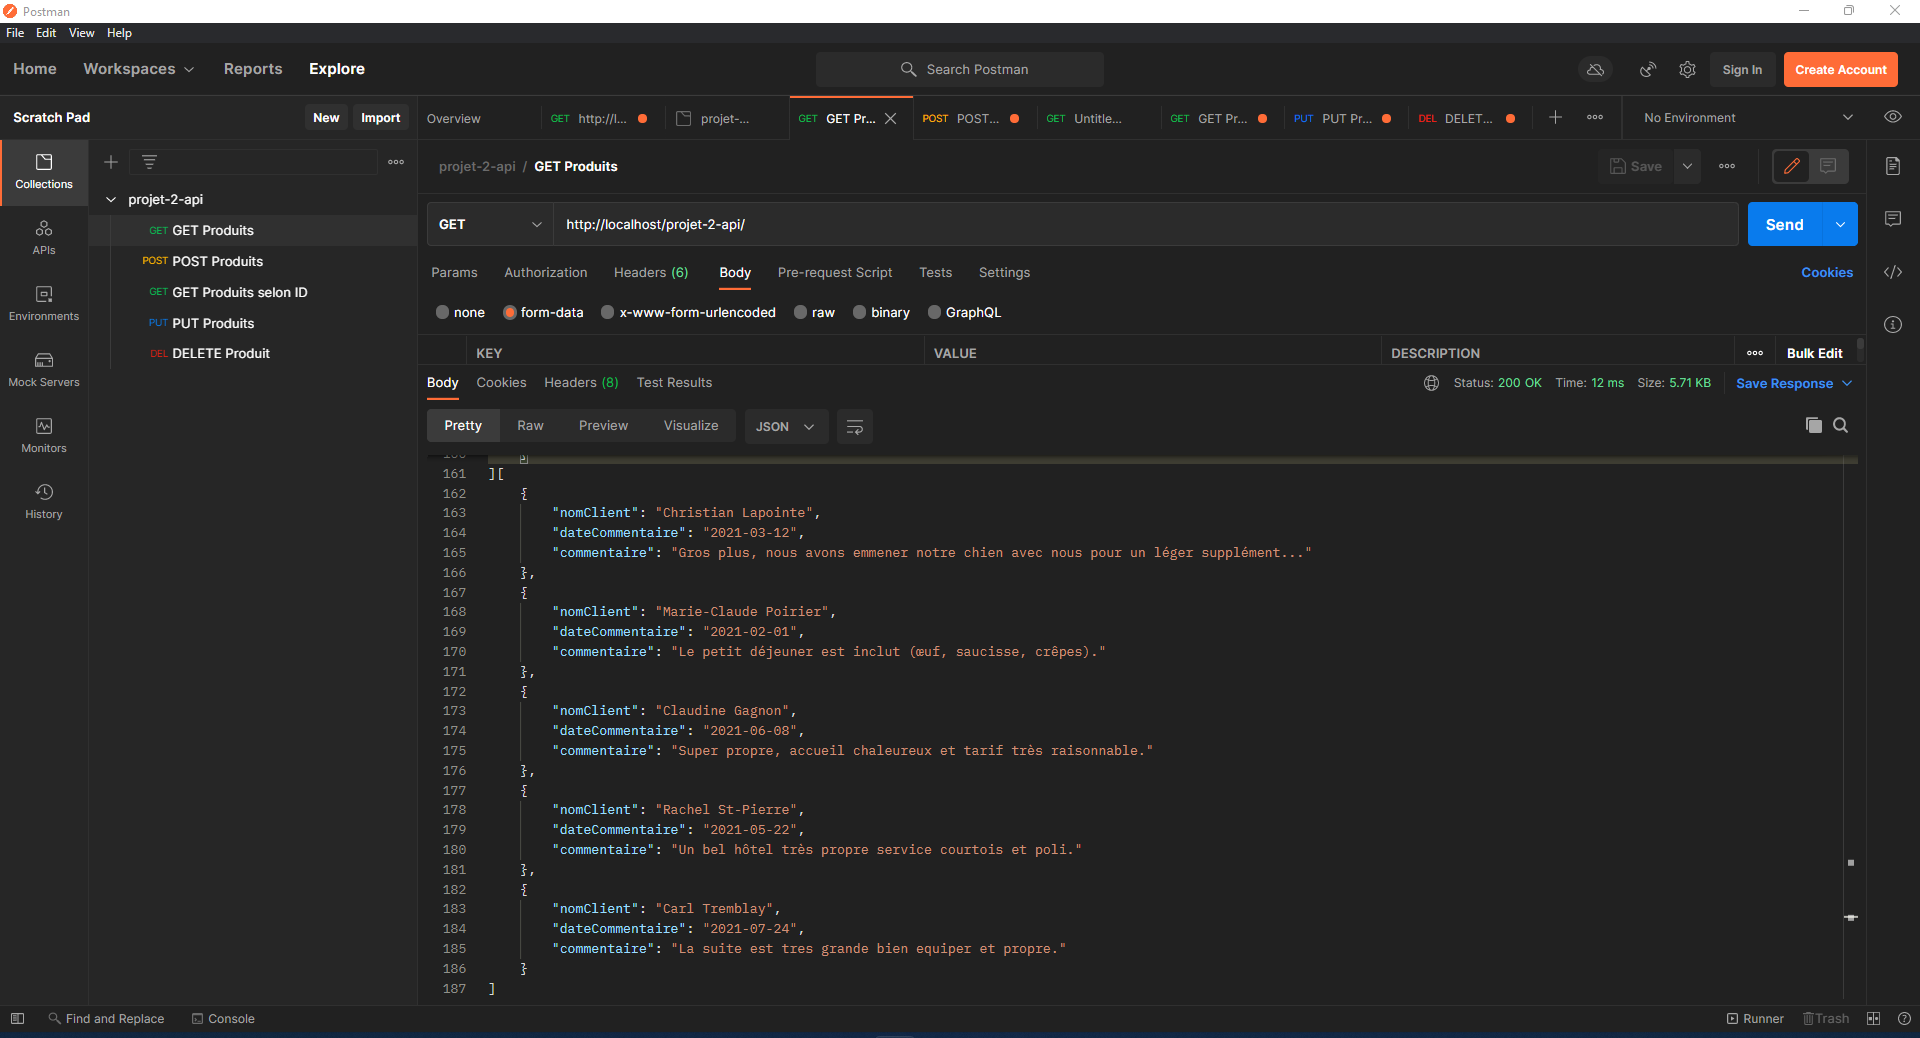 Postman
File Edit View Help
Home Workspaces Reports Explore Search Postman Sign In Create Account
Scratch Pad New Import Overview GET http://l... projet-... GET GET Pr... POST POST... GET Untitle... GET GET Pr... PUT PUT Pr... DEL DELET... No Environment
Collections
APIs
Environments
Mock Servers
Monitors
History
projet-2-api
GET GET Produits
POST POST Produits
GET GET Produits selon ID
PUT PUT Produits
DEL DELETE Produit
projet-2-api / GET Produits Save
GET http://localhost/projet-2-api/ Send
Params Authorization Headers (6) Body Pre-request Script Tests Settings Cookies
none form-data x-www-form-urlencoded raw binary GraphQL
KEY VALUE DESCRIPTION Bulk Edit
Body Cookies Headers (8) Test Results Status: 200 OK Time: 12 ms Size: 5.71 KB Save Response
Pretty Raw Preview Visualize JSON
161 ][
162 {
163 "nomClient": "Christian Lapointe",
164 "dateCommentaire": "2021-03-12",
165 "commentaire": "Gros plus, nous avons emmener notre chien avec nous pour un léger supplément..."
166 },
167 {
168 "nomClient": "Marie-Claude Poirier",
169 "dateCommentaire": "2021-02-01",
170 "commentaire": "Le petit déjeuner est inclut (œuf, saucisse, crêpes)."
171 },
172 {
173 "nomClient": "Claudine Gagnon",
174 "dateCommentaire": "2021-06-08",
175 "commentaire": "Super propre, accueil chaleureux et tarif très raisonnable."
176 },
177 {
178 "nomClient": "Rachel St-Pierre",
179 "dateCommentaire": "2021-05-22",
180 "commentaire": "Un bel hôtel très propre service courtois et poli."
181 },
182 {
183 "nomClient": "Carl Tremblay",
184 "dateCommentaire": "2021-07-24",
185 "commentaire": "La suite est tres grande bien equiper et propre."
186 }
187 ]
Find and Replace Console Runner Trash